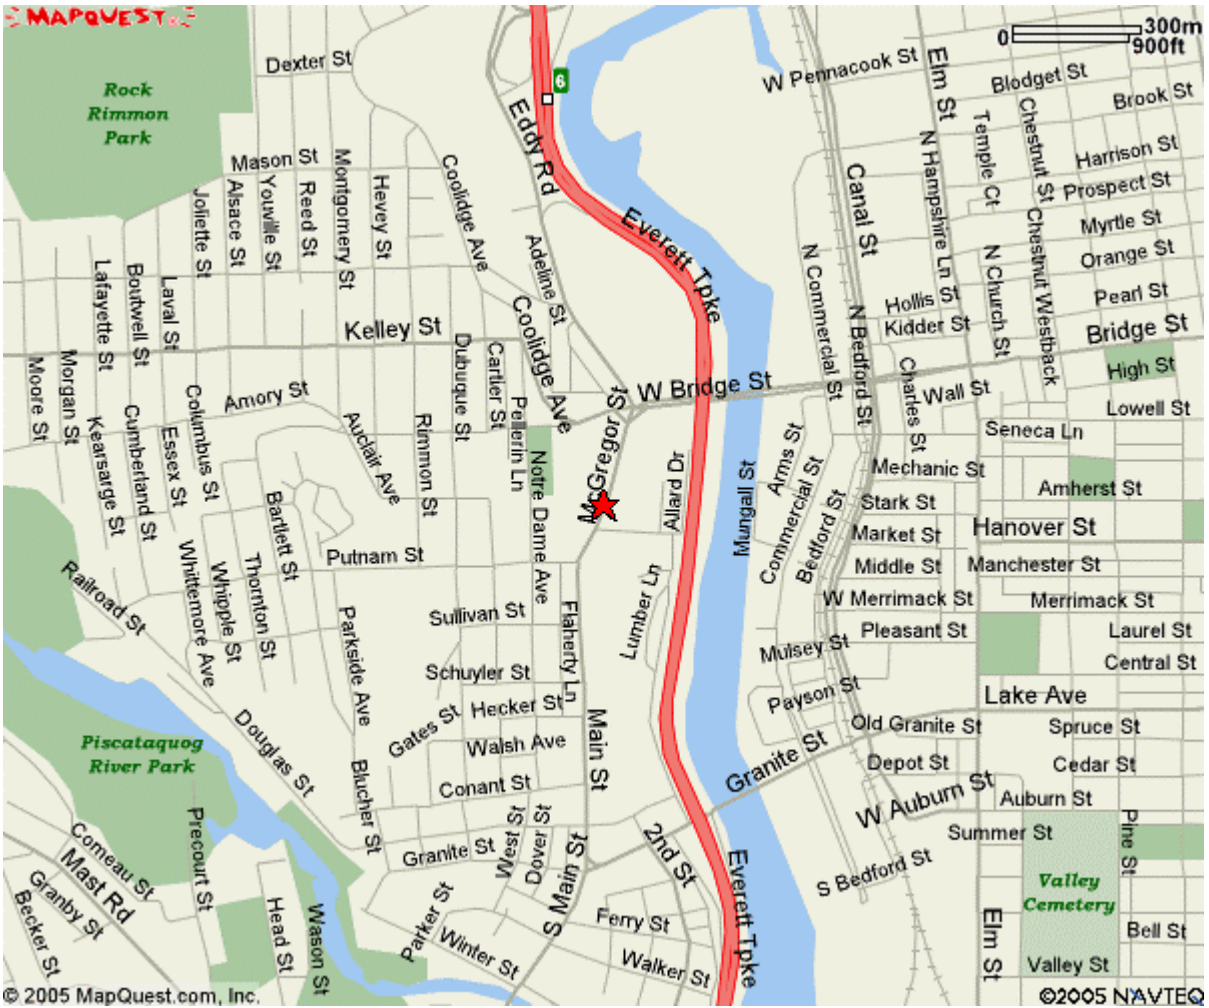 MAPQUEST
300m
0
900ft
Dexter St
6
W Pennacook St
Elm St
Blodget St
Brook St
Rock
Rimmon
Park
Eddy Rd
Temple Ct
Chestnut St
N Hampshire Ln
Harrison St
Mason St
Montgomery St
Coolidge Ave
Canal St
Prospect St
Joliette St
Alsace St
Youville St
Reed St
Hevey St
Everett Tpke
Chestnut Westback
Myrtle St
Orange St
Lafayette St
Boutwell St
Laval St
Adeline St
N Commercial St
N Church St
Pearl St
Hollis St
Kidder St
Bridge St
Kelley St
Coolidge Ave
Dubuque St
Cartier St
N Bedford St
Moore St
Morgan St
Charles St
High St
W Bridge St
Wall St
Lowell St
Columbus St
Amory St
Auclair Ave
Rimmon St
Pellerin Ln
McGregor St
Seneca Ln
Kearsarge St
Cumberland St
Essex St
Notre Dame Ave
Allard Dr
Mungall St
Arms St
Commercial St
Bedford St
Mechanic St
Amherst St
Stark St
Bartlett St
Hanover St
Market St
Putnam St
Middle St
Manchester St
Railroad St
Whittemore Ave
Whipple St
Thornton St
Lumber Ln
W Merrimack St
Merrimack St
Sullivan St
Flaherty Ln
Parkside Ave
Pleasant St
Laurel St
Mulsey St
Central St
Schuyler St
Payson St
Lake Ave
Hecker St
Gates St
Main St
Old Granite St
Spruce St
Douglas St
Piscataquog
River Park
Walsh Ave
Granite St
Depot St
Cedar St
Blucher St
Conant St
W Auburn St
Auburn St
Precourt St
West St
Dover St
2nd St
Summer St
Pine St
Comeau St
Granite St
Mast Rd
S Main St
Everett Tpke
S Bedford St
Valley
Cemetery
Granby St
Becker St
Head St
Wason St
Parker St
Ferry St
Elm St
Bell St
Winter St
Walker St
Valley St
© 2005 MapQuest.com, Inc.
©2005 NAVTEQ